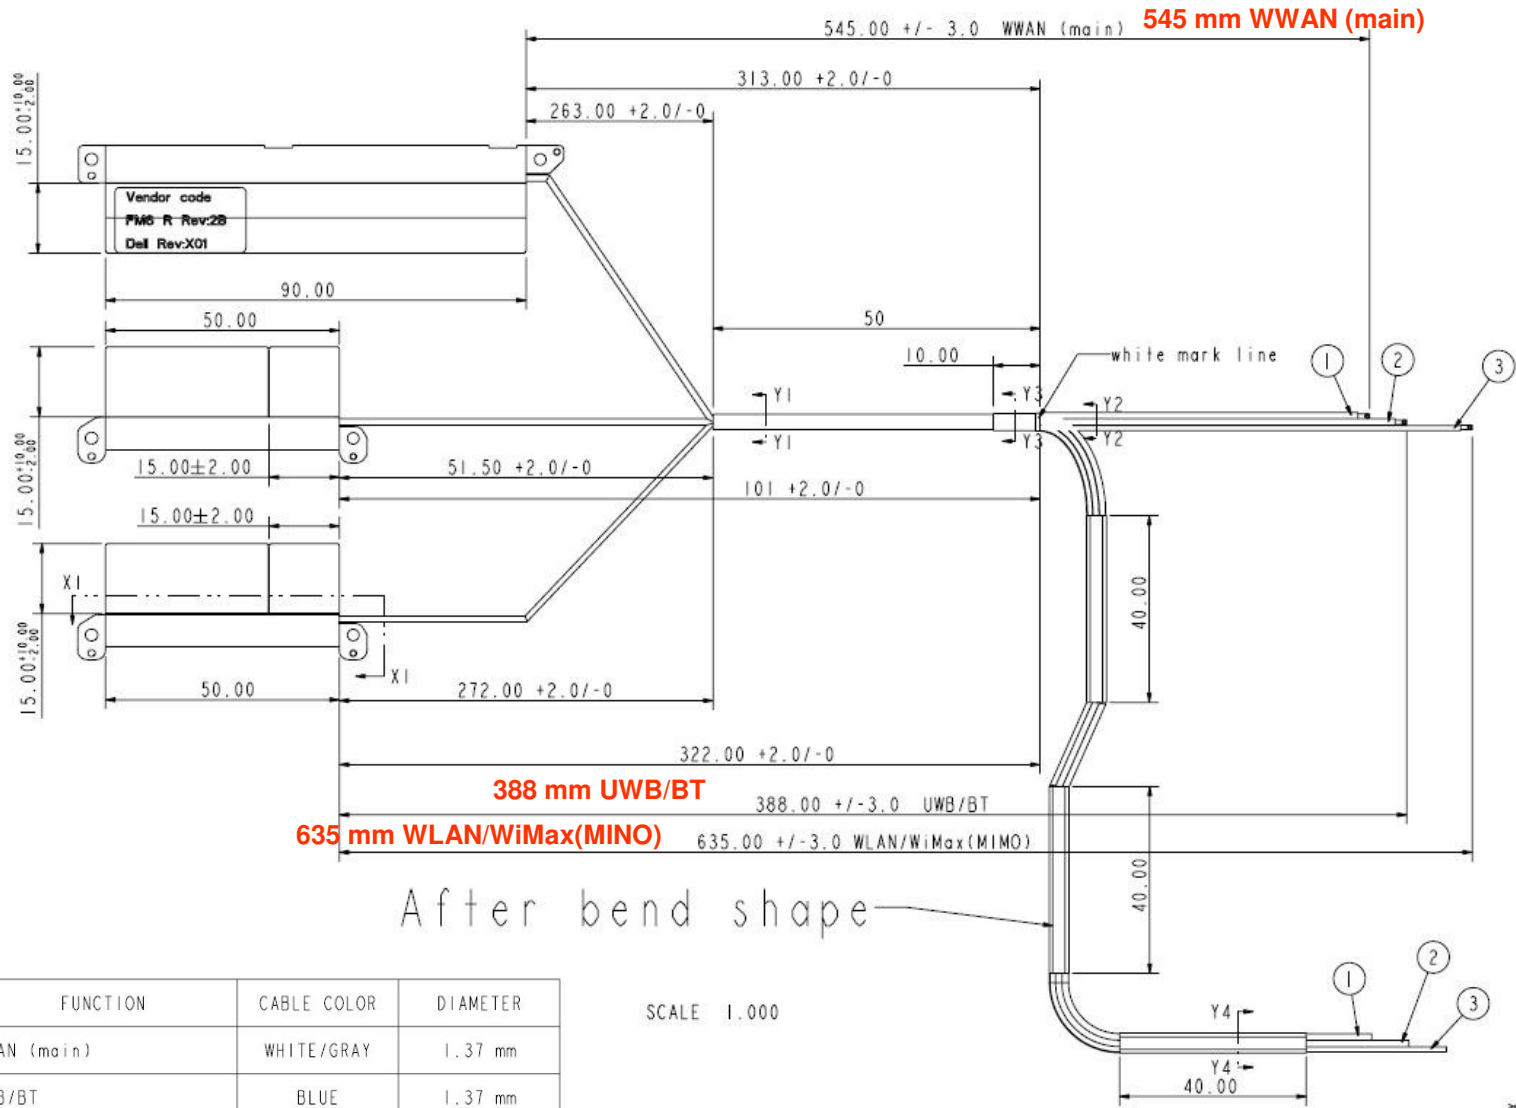 545.00 +/- 3.0 WWAN (main) 545 mm WWAN (main)
313.00 +2.0/-0
263.00 +2.0/-0
15.00 +10.00 -2.00
Vendor code
FM6 R Rev:2B
Dell Rev:X01
90.00
50.00
50
10.00
white mark line
1
2
3
Y1
Y3
Y2
Y1
Y3
Y2
15.00 +10.00 -2.00
15.00±2.00
51.50 +2.0/-0
101 +2.0/-0
15.00±2.00
X1
40.00
15.00 +10.00 -2.00
X1
50.00
272.00 +2.0/-0
322.00 +2.0/-0
388 mm UWB/BT
388.00 +/-3.0 UWB/BT
635 mm WLAN/WiMax(MINO)
635.00 +/-3.0 WLAN/WiMax(MIMO)
40.00
After bend shape
FUNCTION CABLE COLOR DIAMETER
AN (main) WHITE/GRAY 1.37 mm
B/BT BLUE 1.37 mm
SCALE 1.000
1
2
3
Y4
Y4
40.00